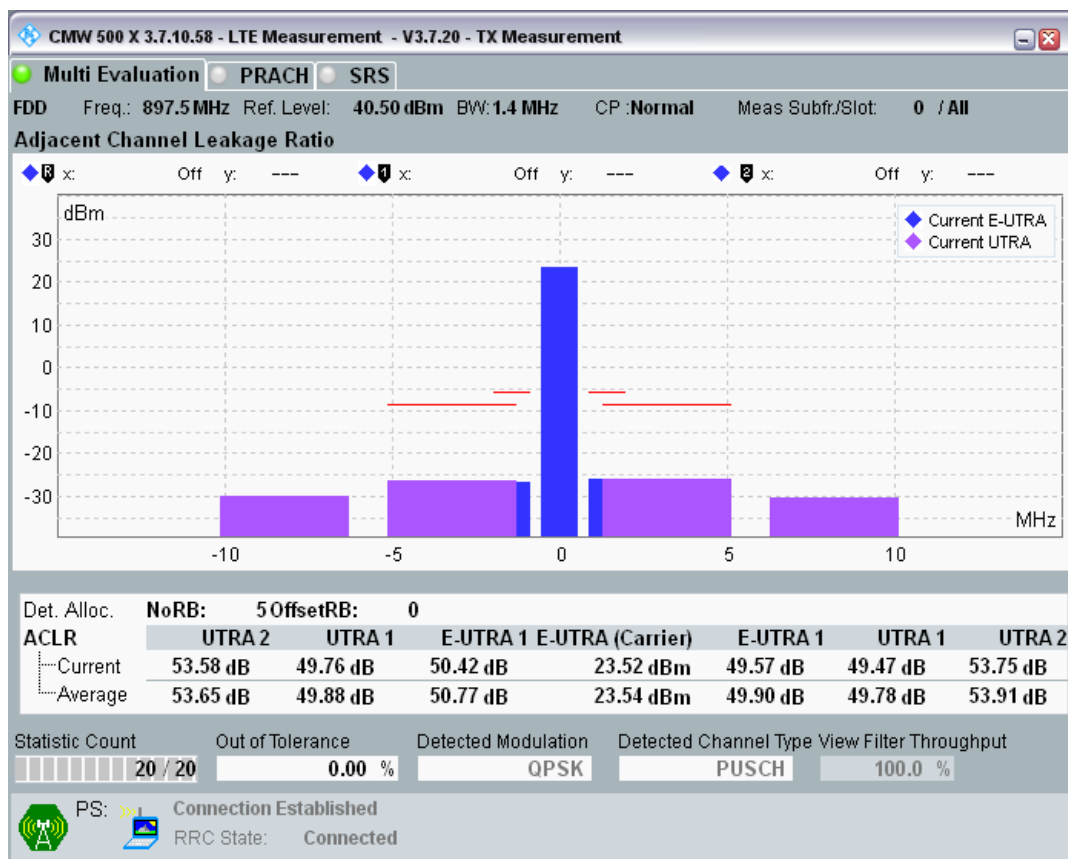 CMW 500 X 3.7.10.58 - LTE Measurement - V3.7.20 - TX Measurement
Multi Evaluation PRACH SRS
FDD Freq.: 897.5 MHz Ref. Level: 40.50 dBm BW: 1.4 MHz CP :Normal Meas Subfr./Slot: 0 / All
Adjacent Channel Leakage Ratio
R x: Off y: --- 1 x: Off y: --- 2 x: Off y: ---
dBm
Current E-UTRA
Current UTRA
30
20
10
0
-10
-20
-30
MHz
-10 -5 0 5 10
Det. Alloc. NoRB: 5 OffsetRB: 0
ACLR UTRA 2 UTRA 1 E-UTRA 1 E-UTRA (Carrier) E-UTRA 1 UTRA 1 UTRA 2
Current 53.58 dB 49.76 dB 50.42 dB 23.52 dBm 49.57 dB 49.47 dB 53.75 dB
Average 53.65 dB 49.88 dB 50.77 dB 23.54 dBm 49.90 dB 49.78 dB 53.91 dB
Statistic Count Out of Tolerance Detected Modulation Detected Channel Type View Filter Throughput
20 / 20 0.00 % QPSK PUSCH 100.0 %
PS: Connection Established
RRC State: Connected